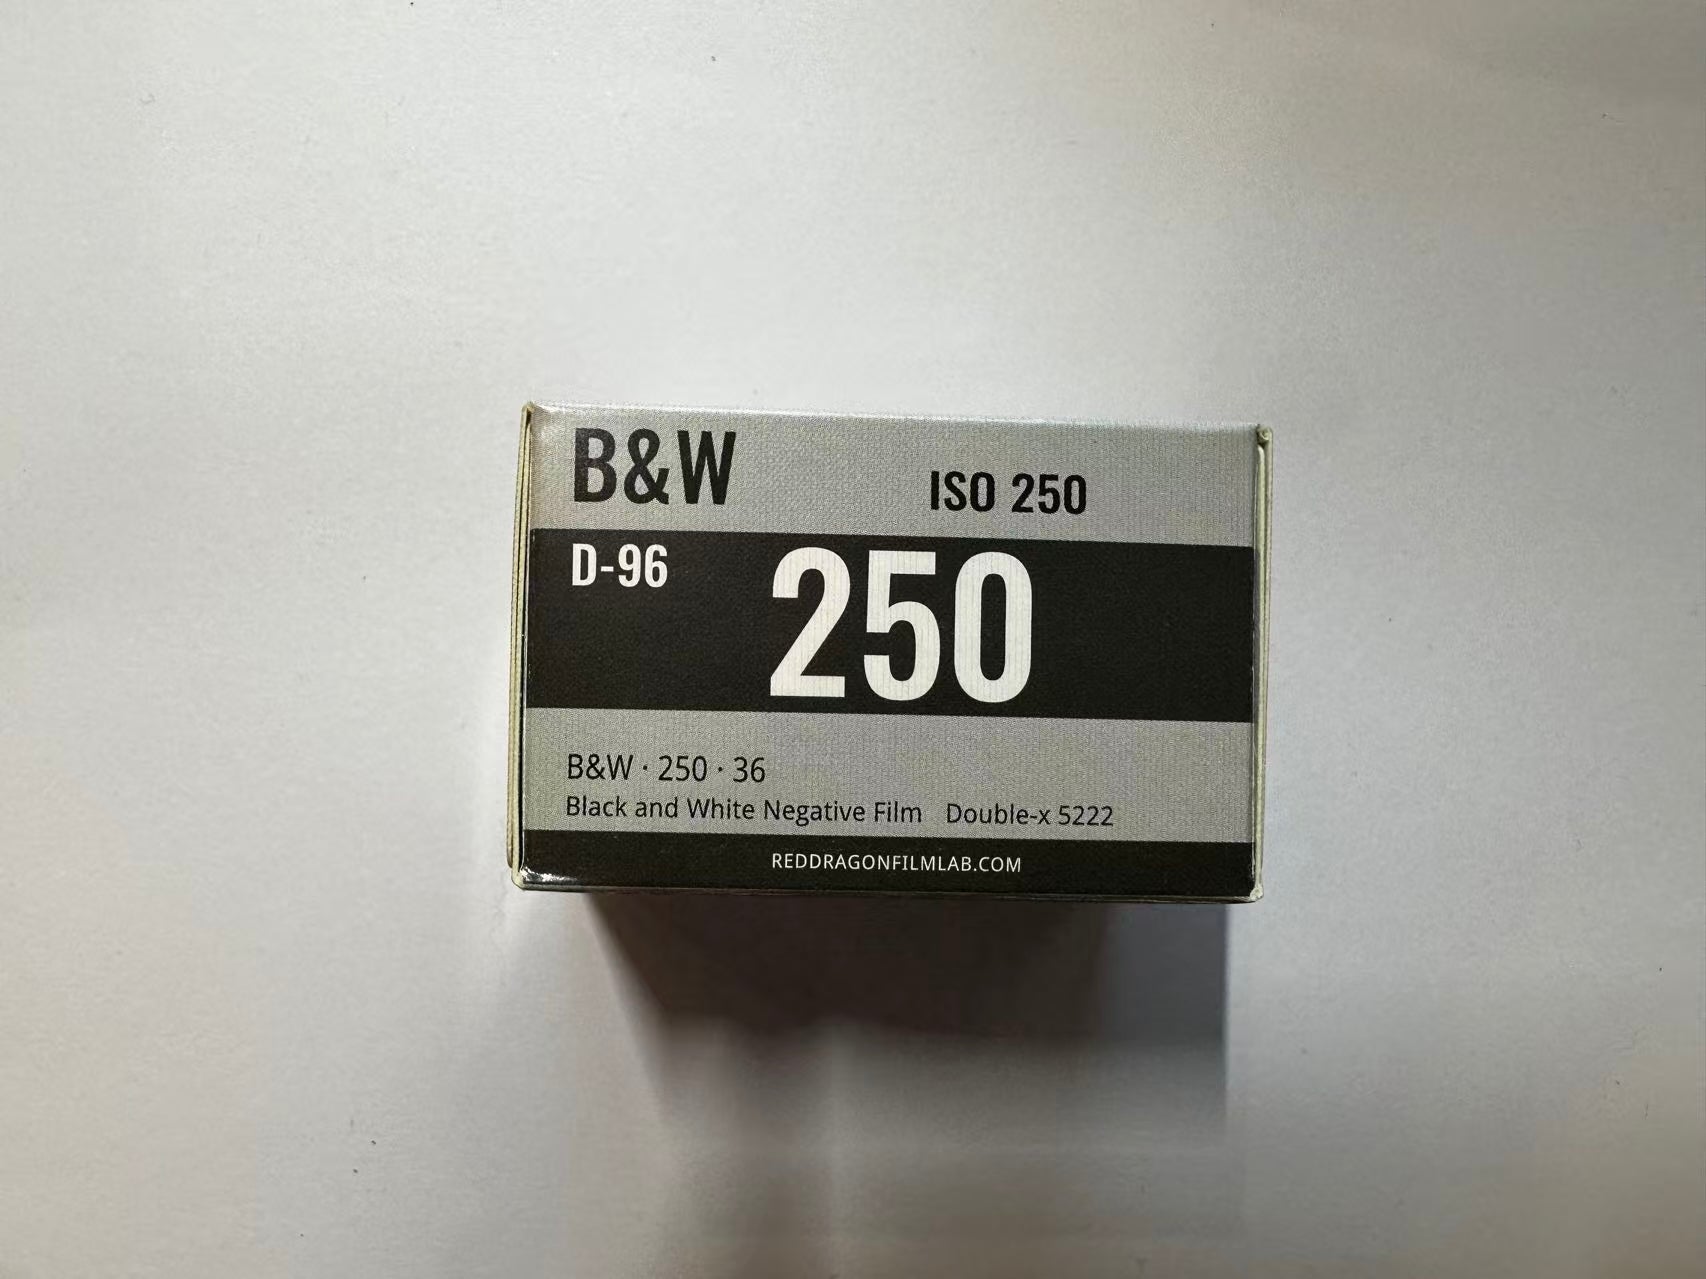 B&W ISO 250
D-96 250
B&W · 250 · 36
Black and White Negative Film Double-x 5222
REDDRAGONFILMLAB.COM